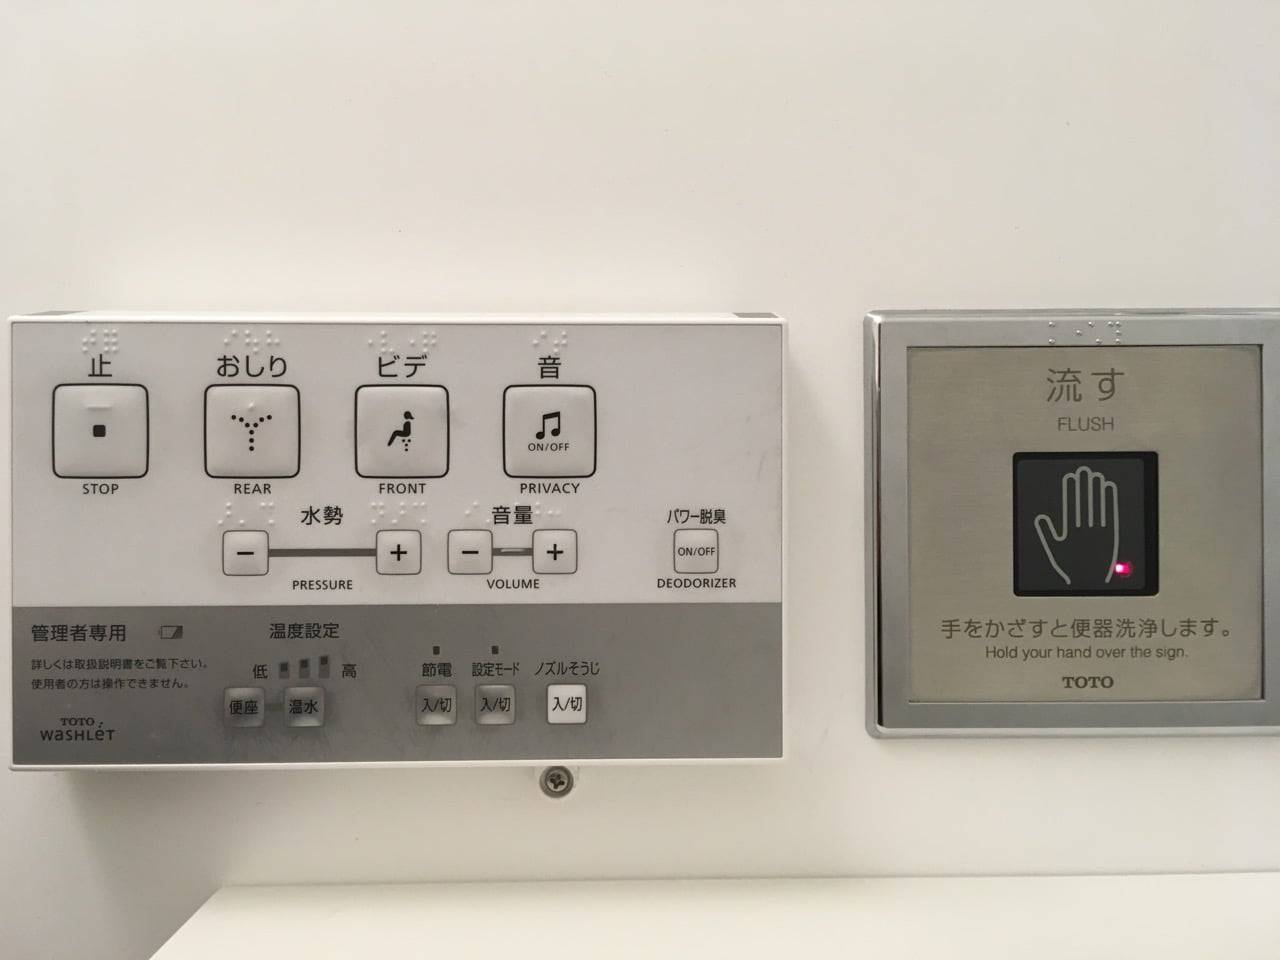 止 おしり ビデ 音
ON/OFF
STOP REAR FRONT PRIVACY
水勢 音量 パワー脱臭
− + − + ON/OFF
PRESSURE VOLUME DEODORIZER
管理者専用 温度設定
詳しくは取扱説明書をご覧下さい。 低 高 節電 設定モード ノズルそうじ
使用者の方は操作できません。
便座 温水 入/切 入/切 入/切
TOTO
WASHLET
流す
FLUSH
手をかざすと便器洗浄します。
Hold your hand over the sign.
TOTO